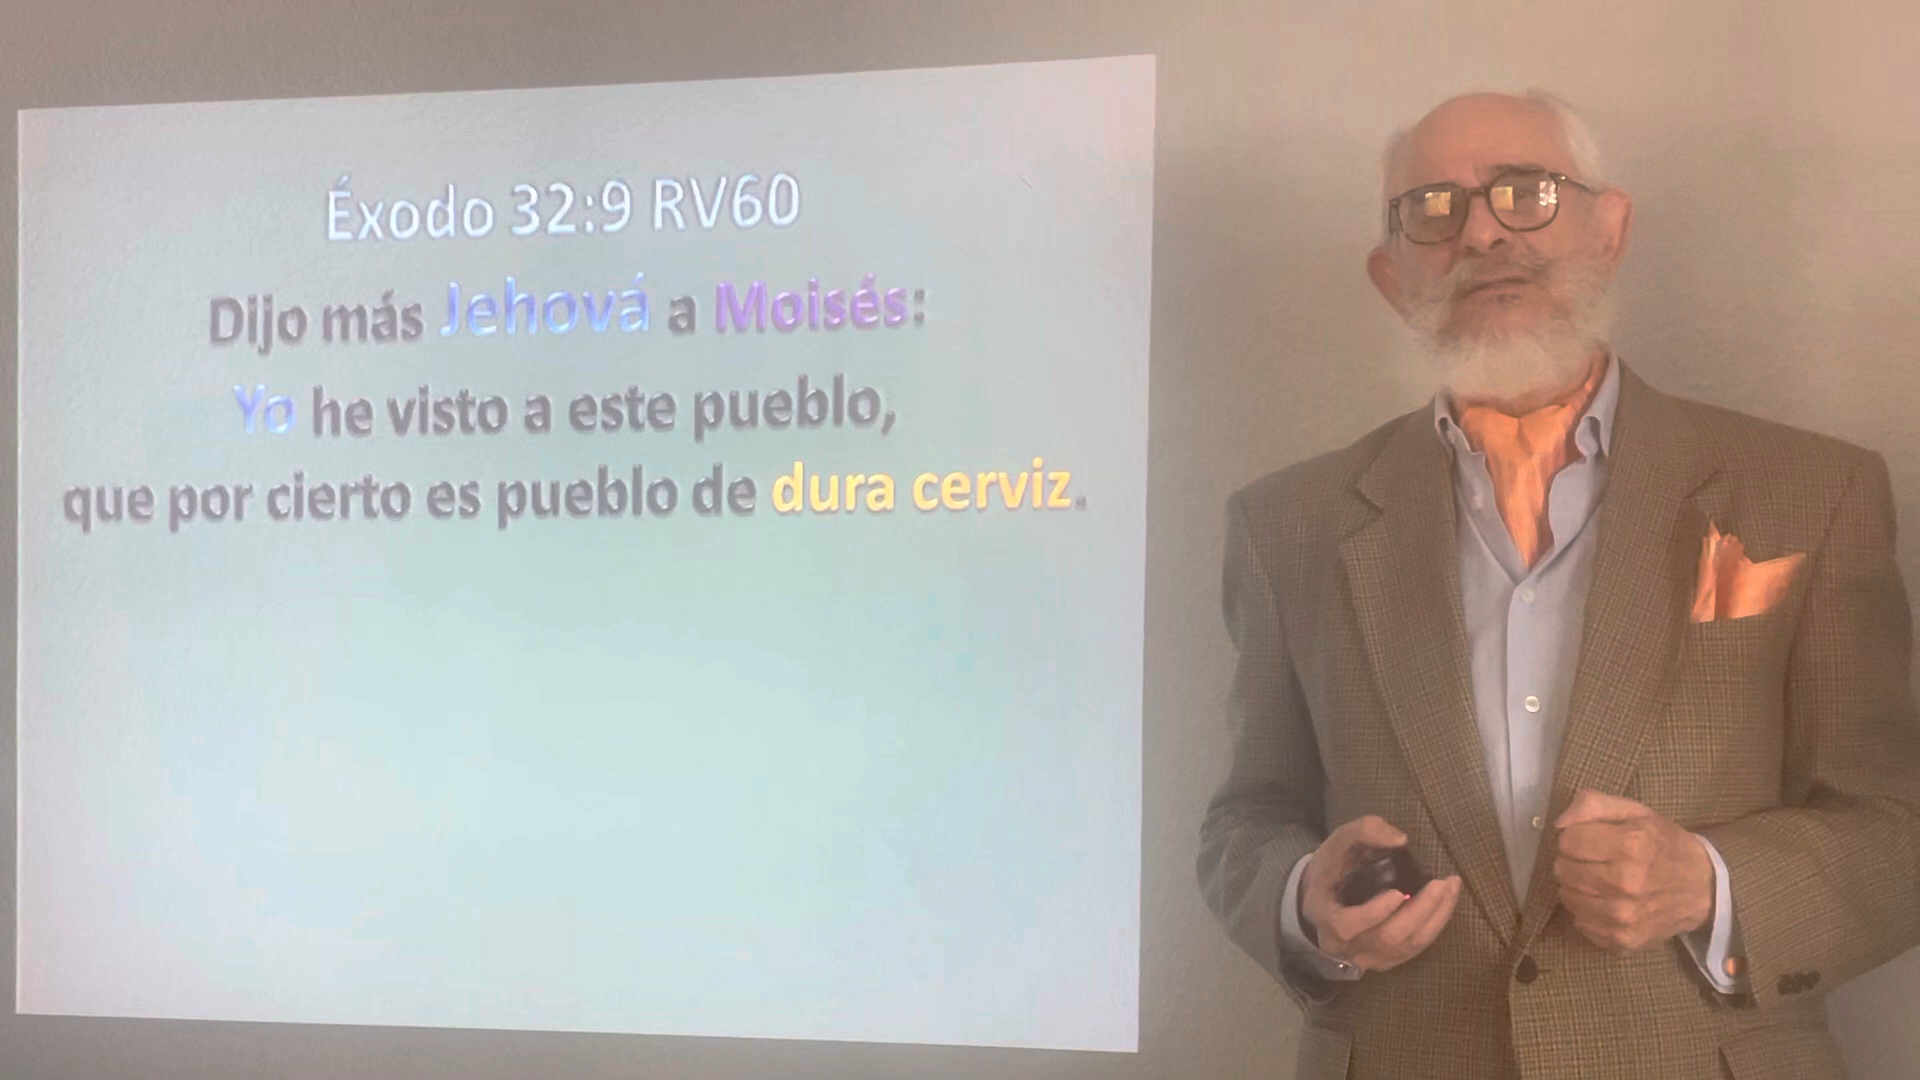 Éxodo 32:9 RV60
Dijo más Jehová a Moisés:
Yo he visto a este pueblo,
que por cierto es pueblo de dura cerviz.